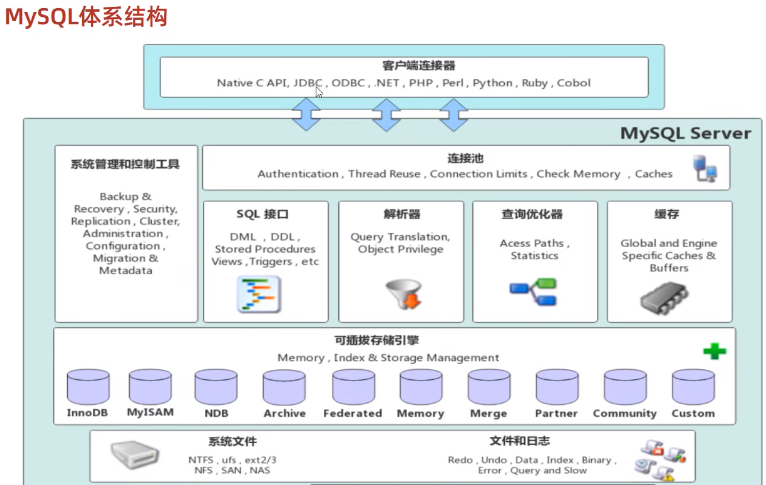 MySQL体系结构
客户端连接器
Native C API, JDBC , ODBC , .NET , PHP , Perl , Python , Ruby , Cobol
MySQL Server
系统管理和控制工具
Backup &
Recovery , Security,
Replication , Cluster,
Administration ,
Configuration ,
Migration &
Metadata
连接池
Authentication , Thread Reuse , Connection Limits , Check Memory , Caches
SQL 接口
DML , DDL ,
Stored Procedures
Views ,Triggers , etc
解析器
Query Translation,
Object Privilege
查询优化器
Acess Paths ,
Statistics
缓存
Global and Engine
Specific Caches &
Buffers
可插拔存储引擎
Memory , Index & Storage Management
InnoDB MyISAM NDB Archive Federated Memory Merge Partner Community Custom
系统文件
NTFS , ufs , ext2/3
NFS , SAN , NAS
文件和日志
Redo , Undo , Data , Index , Binary ,
Error , Query and Slow